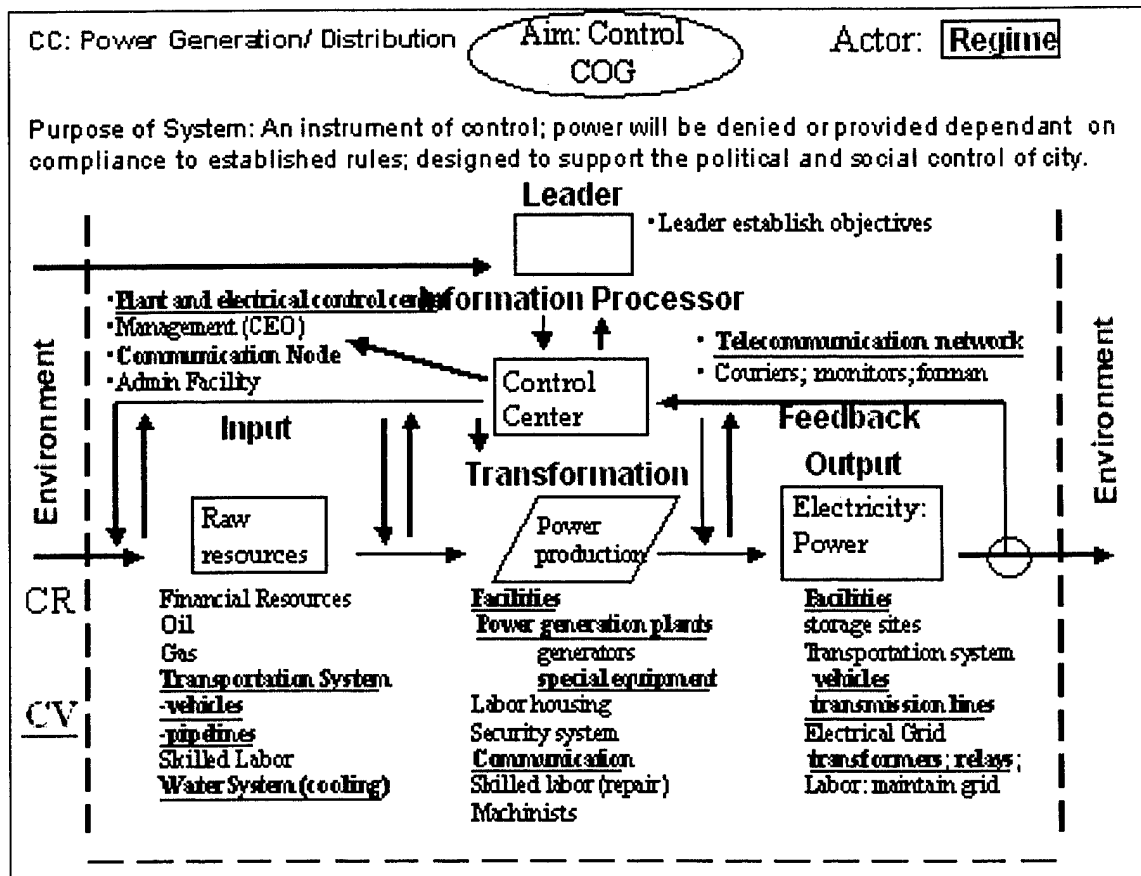 CC: Power Generation/ Distribution
Aim: Control
COG
Actor: Regime
Purpose of System: An instrument of control; power will be denied or provided dependant on
compliance to established rules; designed to support the political and social control of city.
Leader
• Leader establish objectives
• Plant and electrical control
Information Processor
• Management (CEO)
• Communication Node
• Admin Facility
• Telecommunication network
• Couriers; monitors; forman
Control
Center
Environment
Environment
Input
Feedback
Transformation
Output
Raw
resources
Power
production
Electricity:
Power
CR
CV
Financial Resources
Oil
Gas
Transportation System
-vehicles
-pipelines
Skilled Labor
Water System (cooling)
Facilities
Power generation plants
generators
special equipment
Labor housing
Security system
Communication
Skilled labor (repair)
Machinists
Facilities
storage sites
Transportation system
vehicles
transmission lines
Electrical Grid
transformers; relays;
Labor: maintain grid